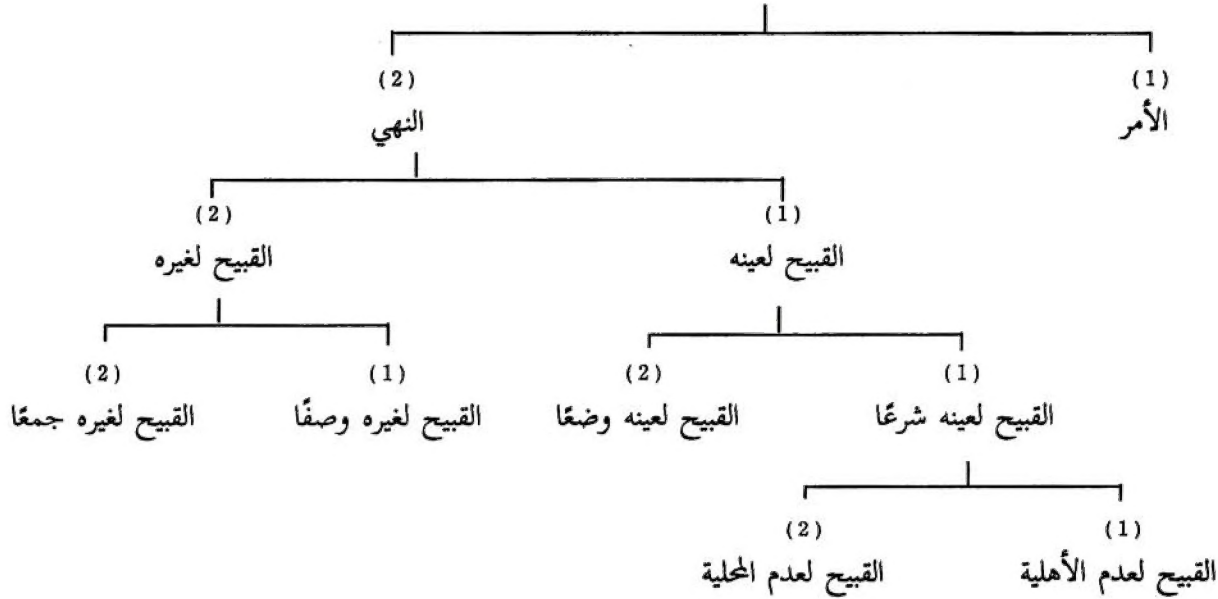 (1) (2)
الأمر النهي
(1) (2)
القبيح لعينه القبيح لغيره
(1) (2) (1) (2)
القبيح لعينه شرعًا القبيح لعينه وضعًا القبيح لغيره وصفًا القبيح لغيره جمعًا
(1) (2)
القبيح لعدم الأهلية القبيح لعدم المحلية